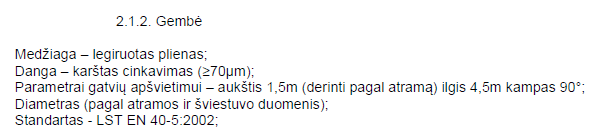 2.1.2. Gembė
Medžiaga – legiruotas plienas;
Danga – karštas cinkavimas (≥70μm);
Parametrai gatvių apšvietimui – aukštis 1,5m (derinti pagal atramą) ilgis 4,5m kampas 90°;
Diametras (pagal atramos ir šviestuvo duomenis);
Standartas - LST EN 40-5:2002;